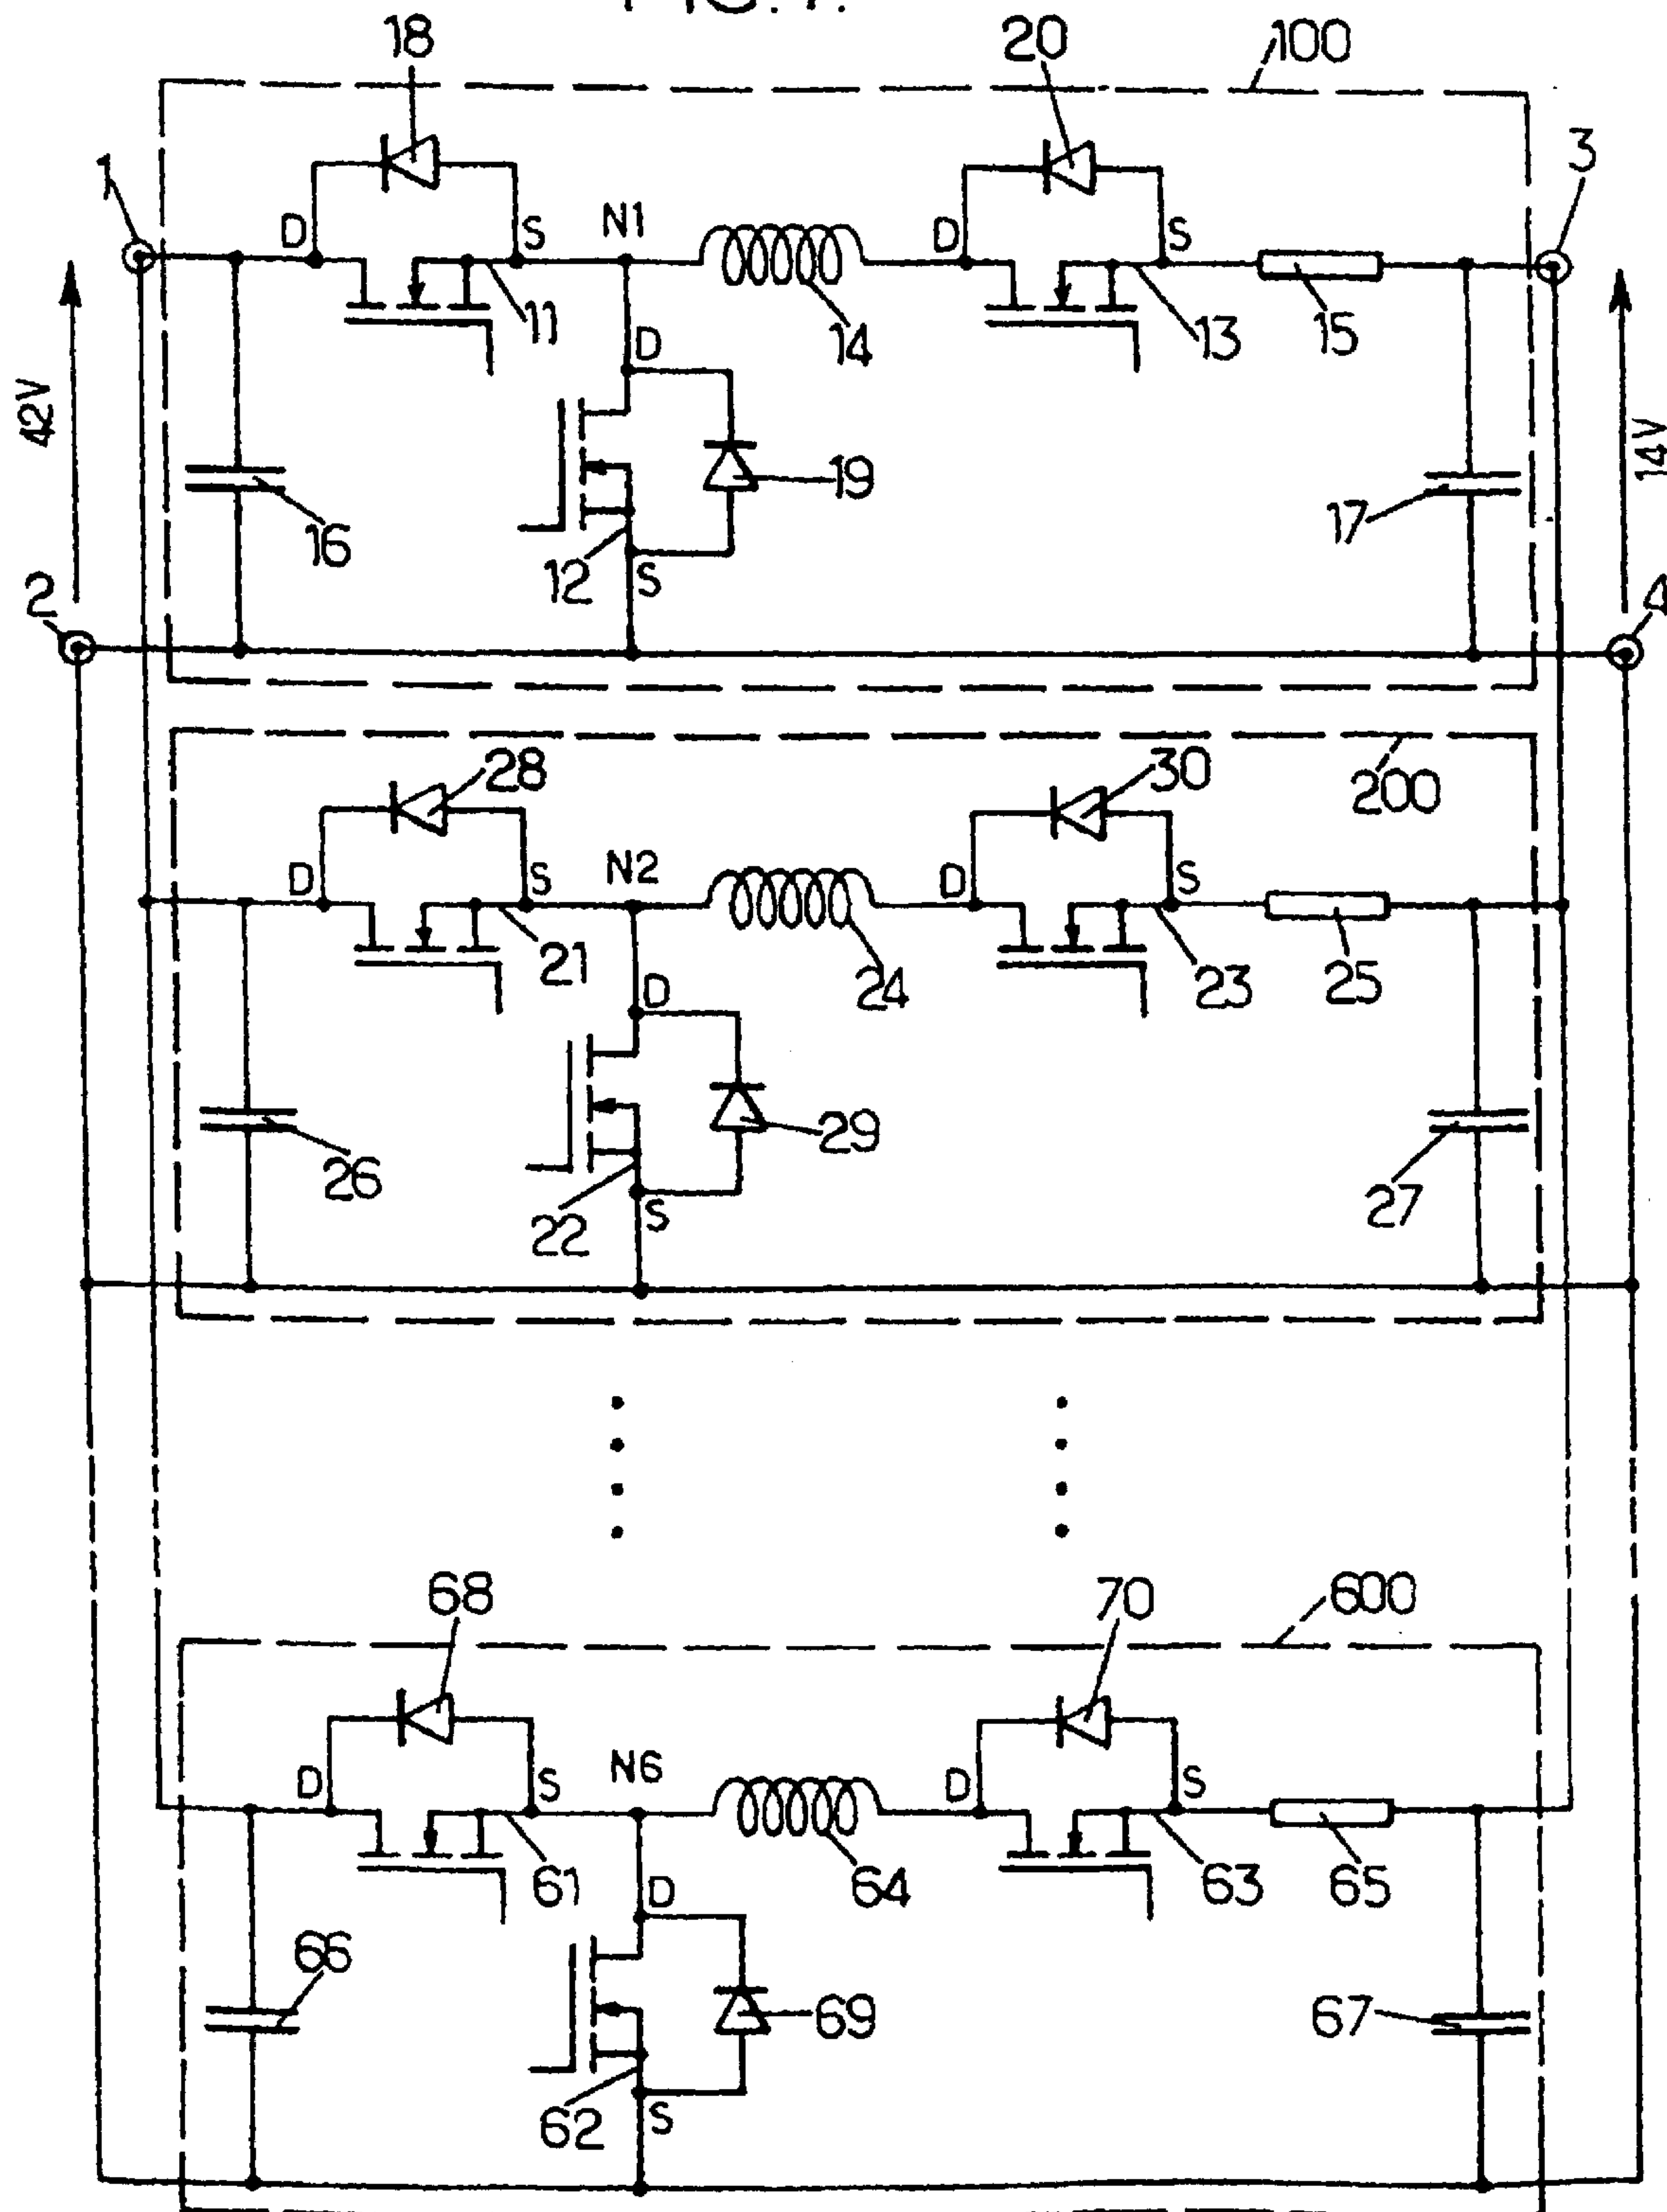 18 20 100
1 3
D S N1 D S
11 14 13 15
D
42V 14V
19
16 12 17
S
2 4
28 30 200
D S N2 D S
21 24 23 25
D
29
26 22 27
S
68 70 600
D S N6 D S
61 64 63 65
D
66 69 67
62 S